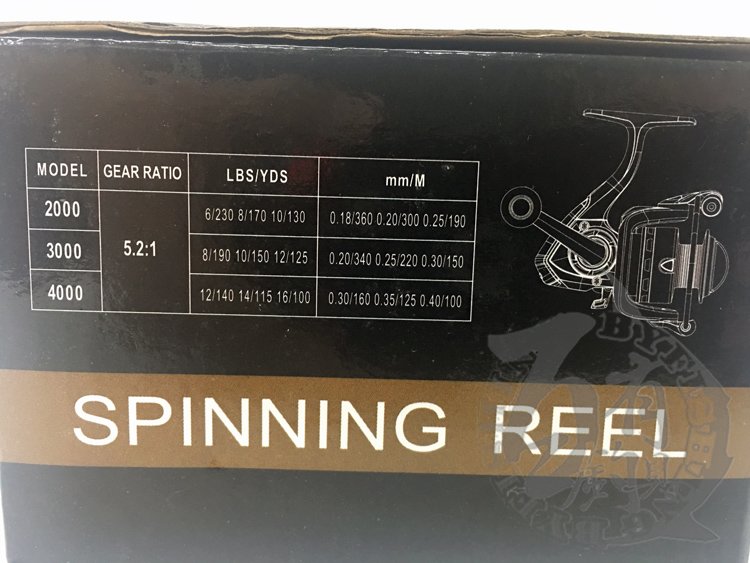 MODEL GEAR RATIO LBS/YDS mm/M
2000 5.2:1 6/230 8/170 10/130 0.18/360 0.20/300 0.25/190
3000 8/190 10/150 12/125 0.20/340 0.25/220 0.30/150
4000 12/140 14/115 16/100 0.30/160 0.35/125 0.40/100
SPINNING REEL